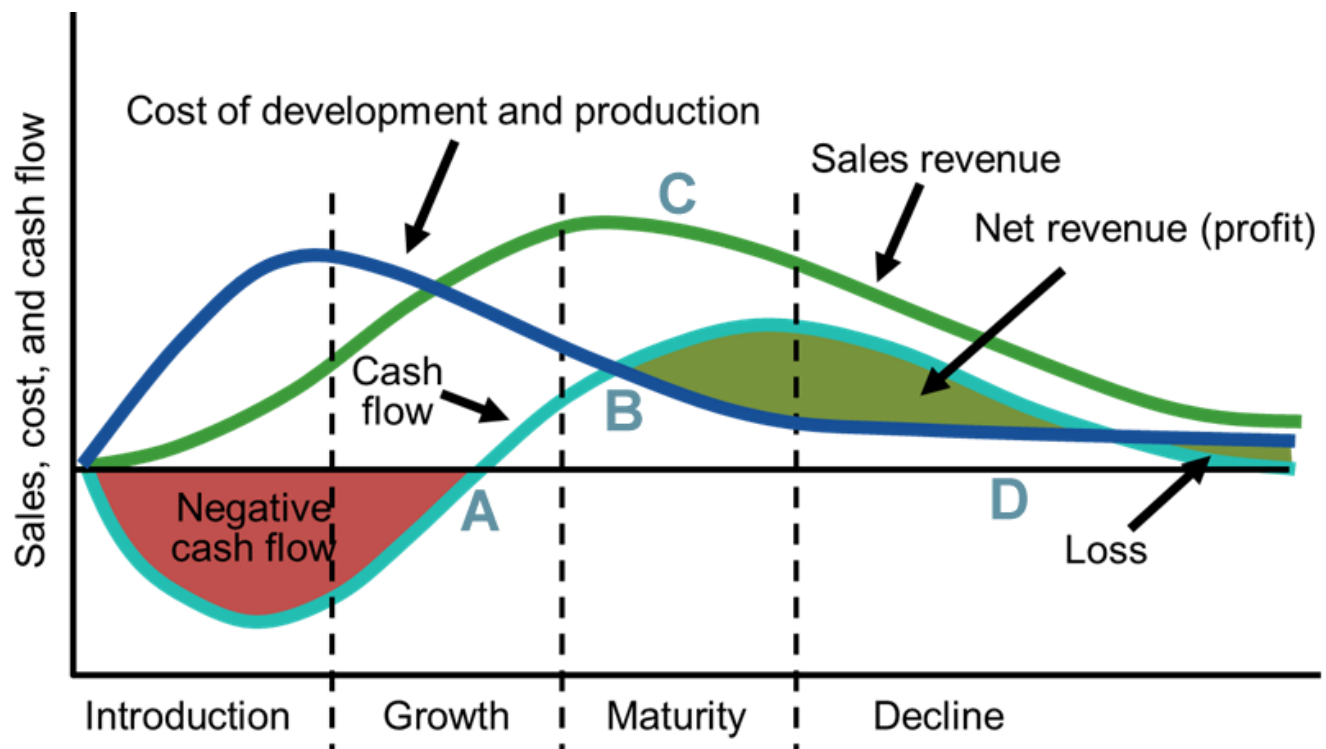 Cost of development and production
Sales revenue
Net revenue (profit)
Sales, cost, and cash flow
C
Cash
flow
B
Negative
cash flow
A
D
Loss
Introduction
Growth
Maturity
Decline